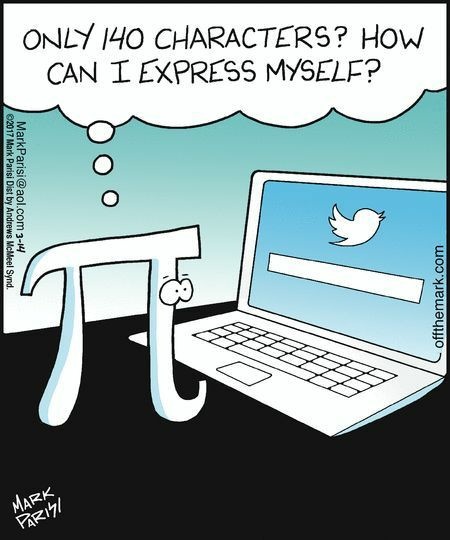 ONLY 140 CHARACTERS? HOW
CAN I EXPRESS MYSELF?
MarkParisi@aol.com 3-14
©2017 Mark Parisi Dist by Andrews McMeel Synd.
offthemark.com
MARK
PARISI